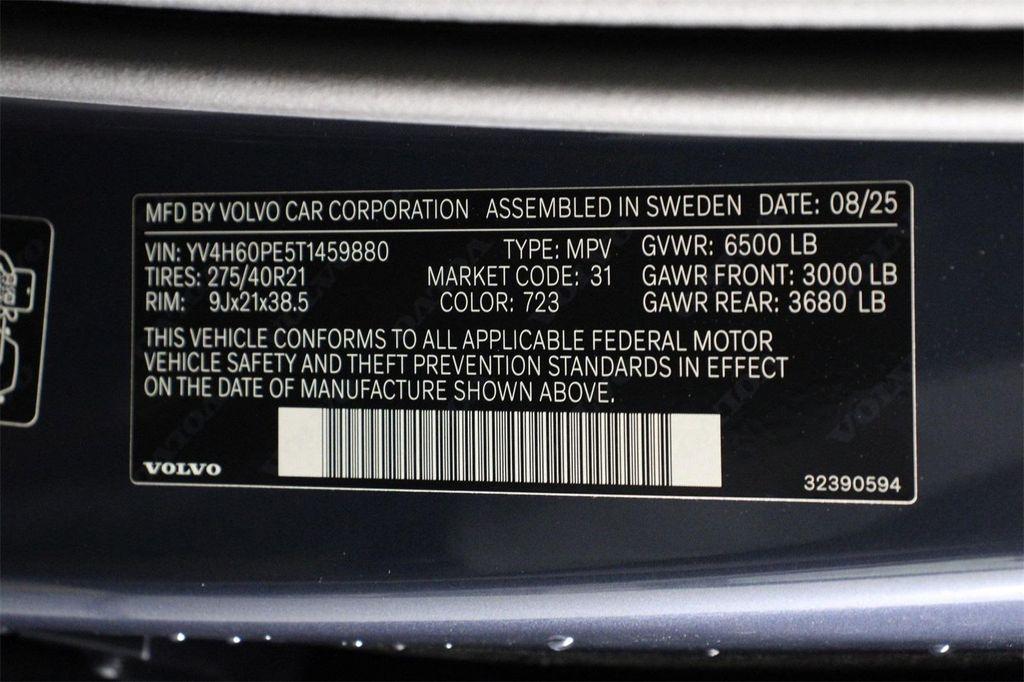 MFD BY VOLVO CAR CORPORATION ASSEMBLED IN SWEDEN DATE: 08/25
VIN: YV4H60PE5T1459880 TYPE: MPV GVWR: 6500 LB
TIRES: 275/40R21 MARKET CODE: 31 GAWR FRONT: 3000 LB
RIM: 9Jx21x38.5 COLOR: 723 GAWR REAR: 3680 LB
THIS VEHICLE CONFORMS TO ALL APPLICABLE FEDERAL MOTOR
VEHICLE SAFETY AND THEFT PREVENTION STANDARDS IN EFFECT
ON THE DATE OF MANUFACTURE SHOWN ABOVE.
VOLVO 32390594